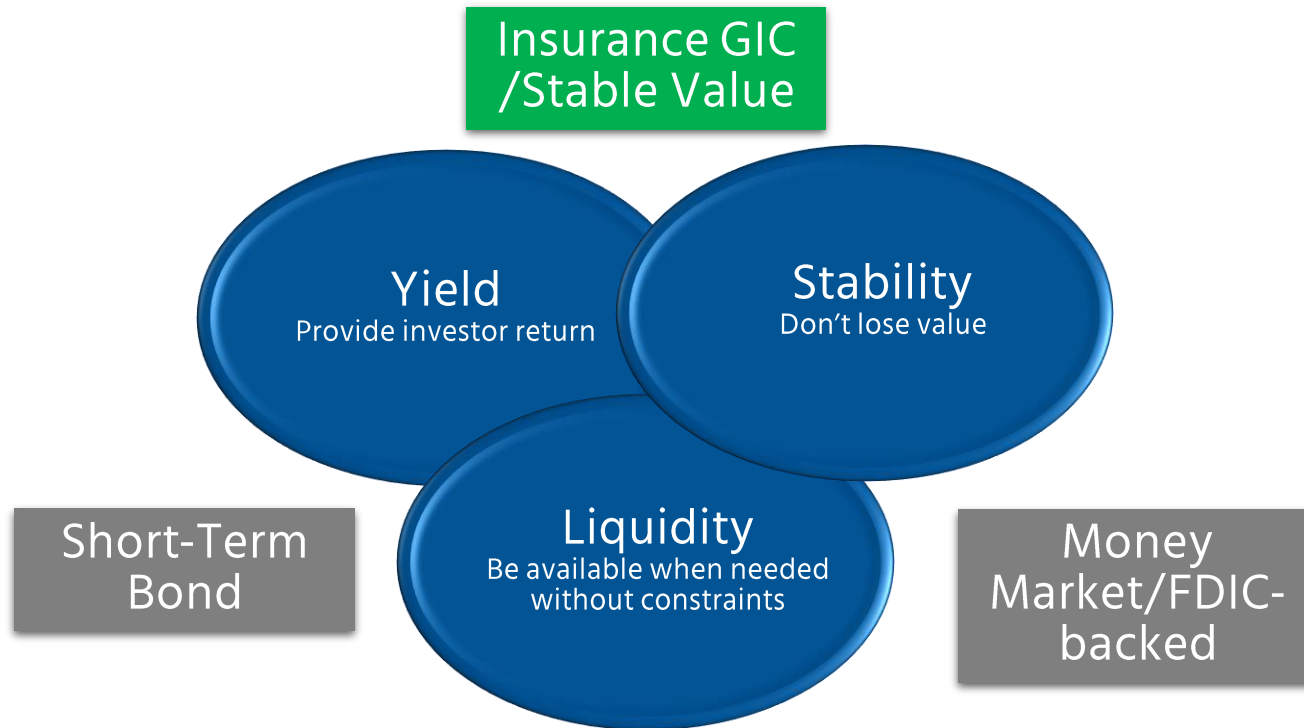 Insurance GIC
/Stable Value
Yield
Provide investor return
Stability
Don’t lose value
Liquidity
Be available when needed
without constraints
Short-Term
Bond
Money
Market/FDIC-
backed